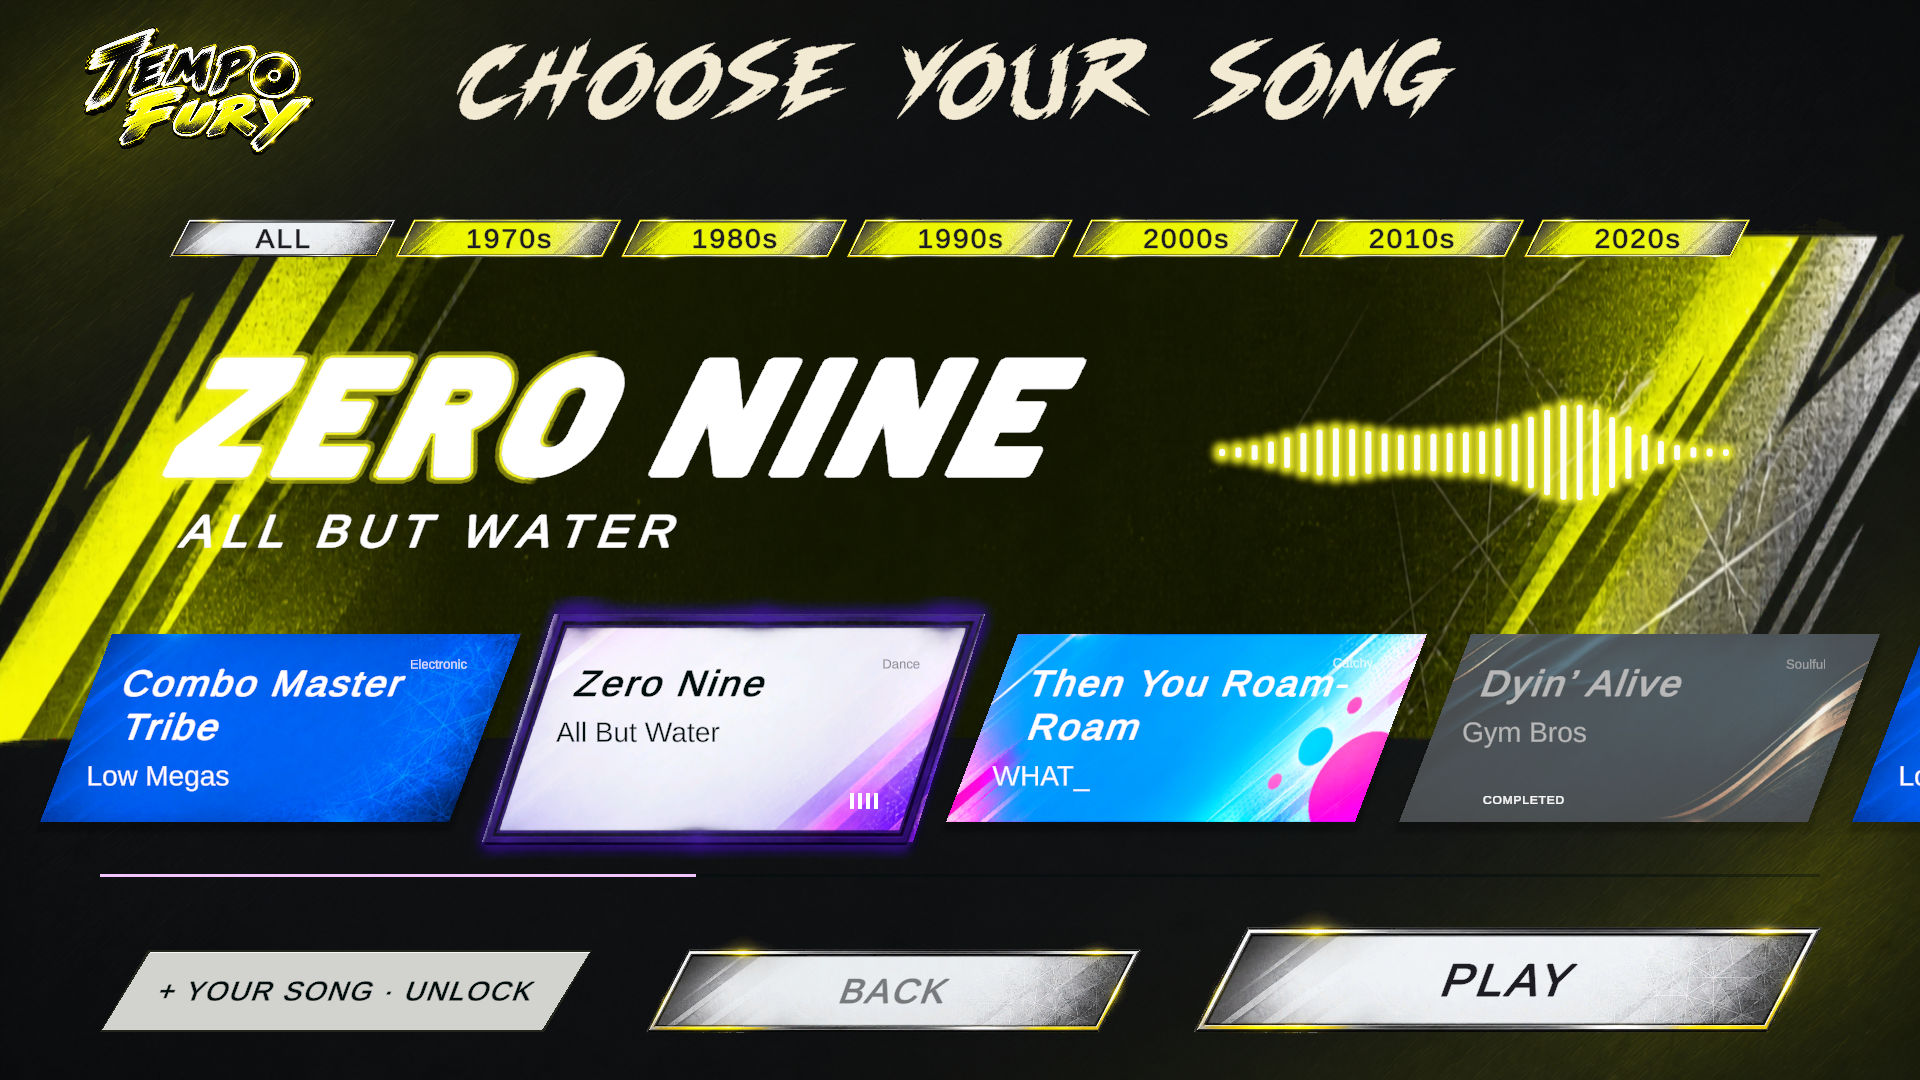 TEMPO
FURY
CHOOSE YOUR SONG
ALL
1970s
1980s
1990s
2000s
2010s
2020s
ZERO NINE
ALL BUT WATER
Electronic
Combo Master
Tribe
Low Megas
Dance
Zero Nine
All But Water
Catchy
Then You Roam-
Roam
WHAT_
Soulful
Dyin’ Alive
Gym Bros
COMPLETED
+ YOUR SONG · UNLOCK
BACK
PLAY